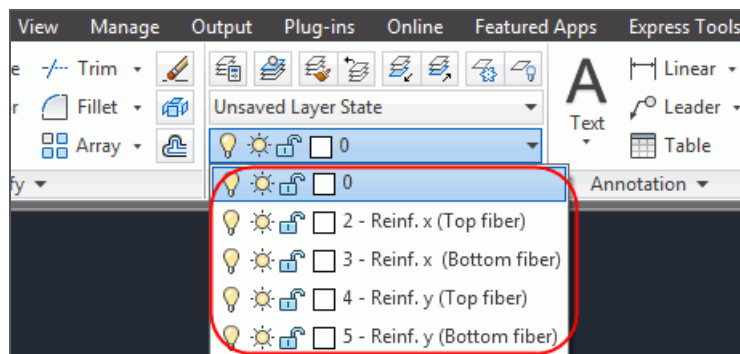 View Manage Output Plug-ins Online Featured Apps Express Tools
Trim Linear
Unsaved Layer State
Fillet Leader
Text
Array 0 Table
0 Annotation
2 - Reinf. x (Top fiber)
3 - Reinf. x (Bottom fiber)
4 - Reinf. y (Top fiber)
5 - Reinf. y (Bottom fiber)